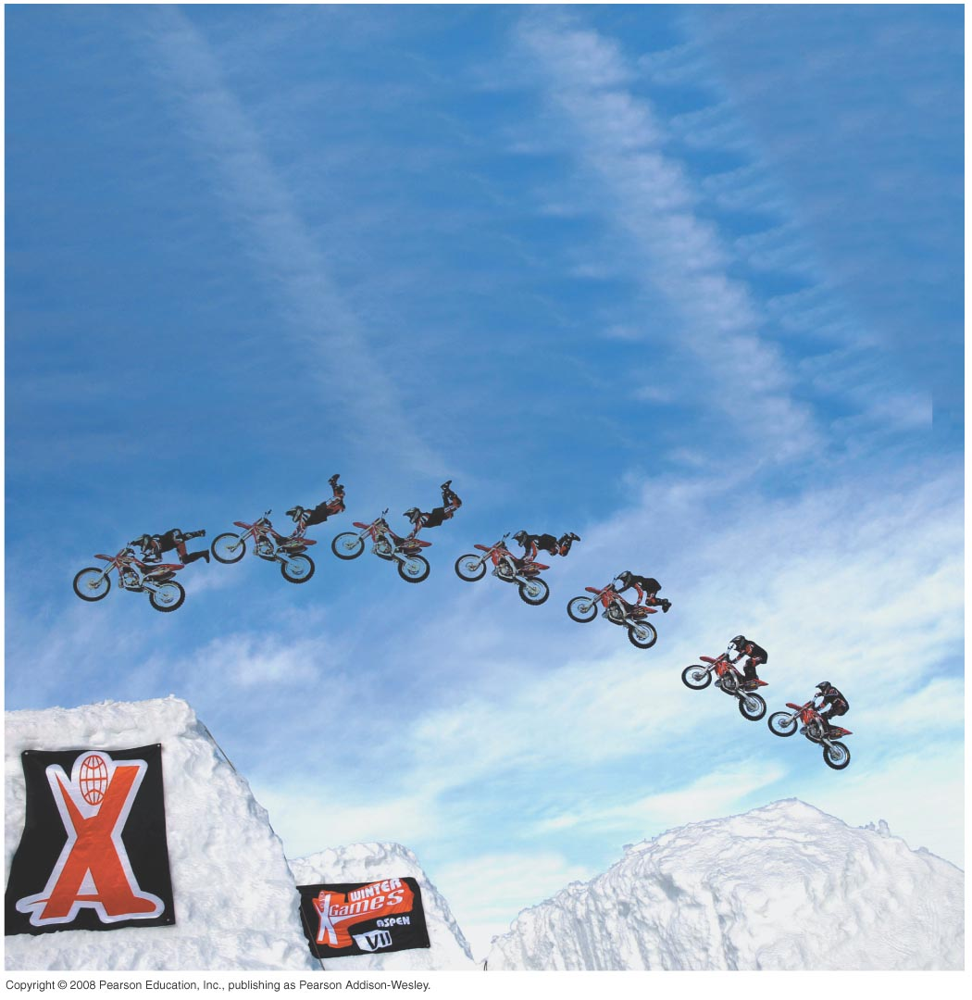 X
WINTER
X Games
ASPEN
VII
Copyright © 2008 Pearson Education, Inc., publishing as Pearson Addison-Wesley.